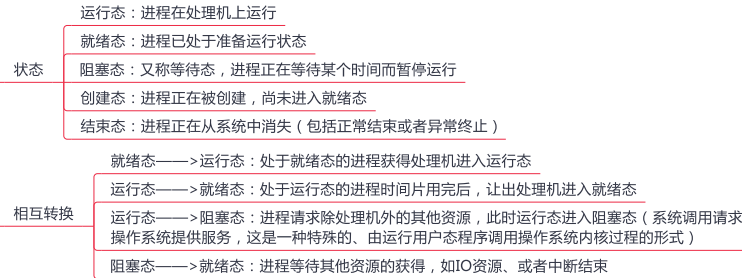 运行态：进程在处理机上运行
就绪态：进程已处于准备运行状态
状态
阻塞态：又称等待态，进程正在等待某个时间而暂停运行
创建态：进程正在被创建，尚未进入就绪态
结束态：进程正在从系统中消失（包括正常结束或者异常终止）
就绪态——>运行态：处于就绪态的进程获得处理机进入运行态
运行态——>就绪态：处于运行态的进程时间片用完后，让出处理机进入就绪态
相互转换
运行态——>阻塞态：进程请求除处理机外的其他资源，此时运行态进入阻塞态（系统调用请求
操作系统提供服务，这是一种特殊的、由运行用户态程序调用操作系统内核过程的形式）
阻塞态——>就绪态：进程等待其他资源的获得，如IO资源、或者中断结束